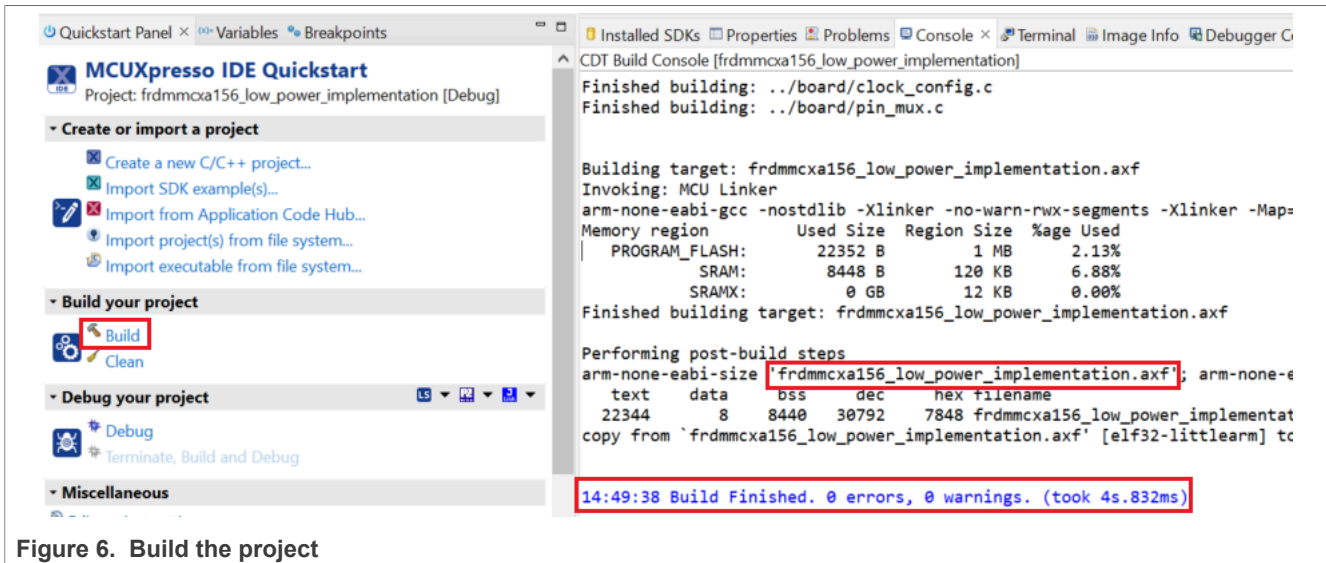 Quickstart Panel × (x)= Variables Breakpoints
MCUXpresso IDE Quickstart
IDE
Project: frdmmcxa156_low_power_implementation [Debug]
Create or import a project
Create a new C/C++ project...
Import SDK example(s)...
Import from Application Code Hub...
Import project(s) from file system...
Import executable from file system...
Build your project
Build
Clean
Debug your project
LS
Debug
Terminate, Build and Debug
Miscellaneous
Installed SDKs Properties Problems Console × Terminal Image Info Debugger C
CDT Build Console [frdmmcxa156_low_power_implementation]
Finished building: ../board/clock_config.c
Finished building: ../board/pin_mux.c
Building target: frdmmcxa156_low_power_implementation.axf
Invoking: MCU Linker
arm-none-eabi-gcc -nostdlib -Xlinker -no-warn-rwx-segments -Xlinker -Map=
Memory region Used Size Region Size %age Used
PROGRAM_FLASH: 22352 B 1 MB 2.13%
SRAM: 8448 B 120 KB 6.88%
SRAMX: 0 GB 12 KB 0.00%
Finished building target: frdmmcxa156_low_power_implementation.axf
Performing post-build steps
arm-none-eabi-size 'frdmmcxa156_low_power_implementation.axf'; arm-none-e
text data bss dec hex filename
22344 8 8440 30792 7848 frdmmcxa156_low_power_implementat
copy from `frdmmcxa156_low_power_implementation.axf' [elf32-littlearm] to
14:49:38 Build Finished. 0 errors, 0 warnings. (took 4s.832ms)
Figure 6. Build the project